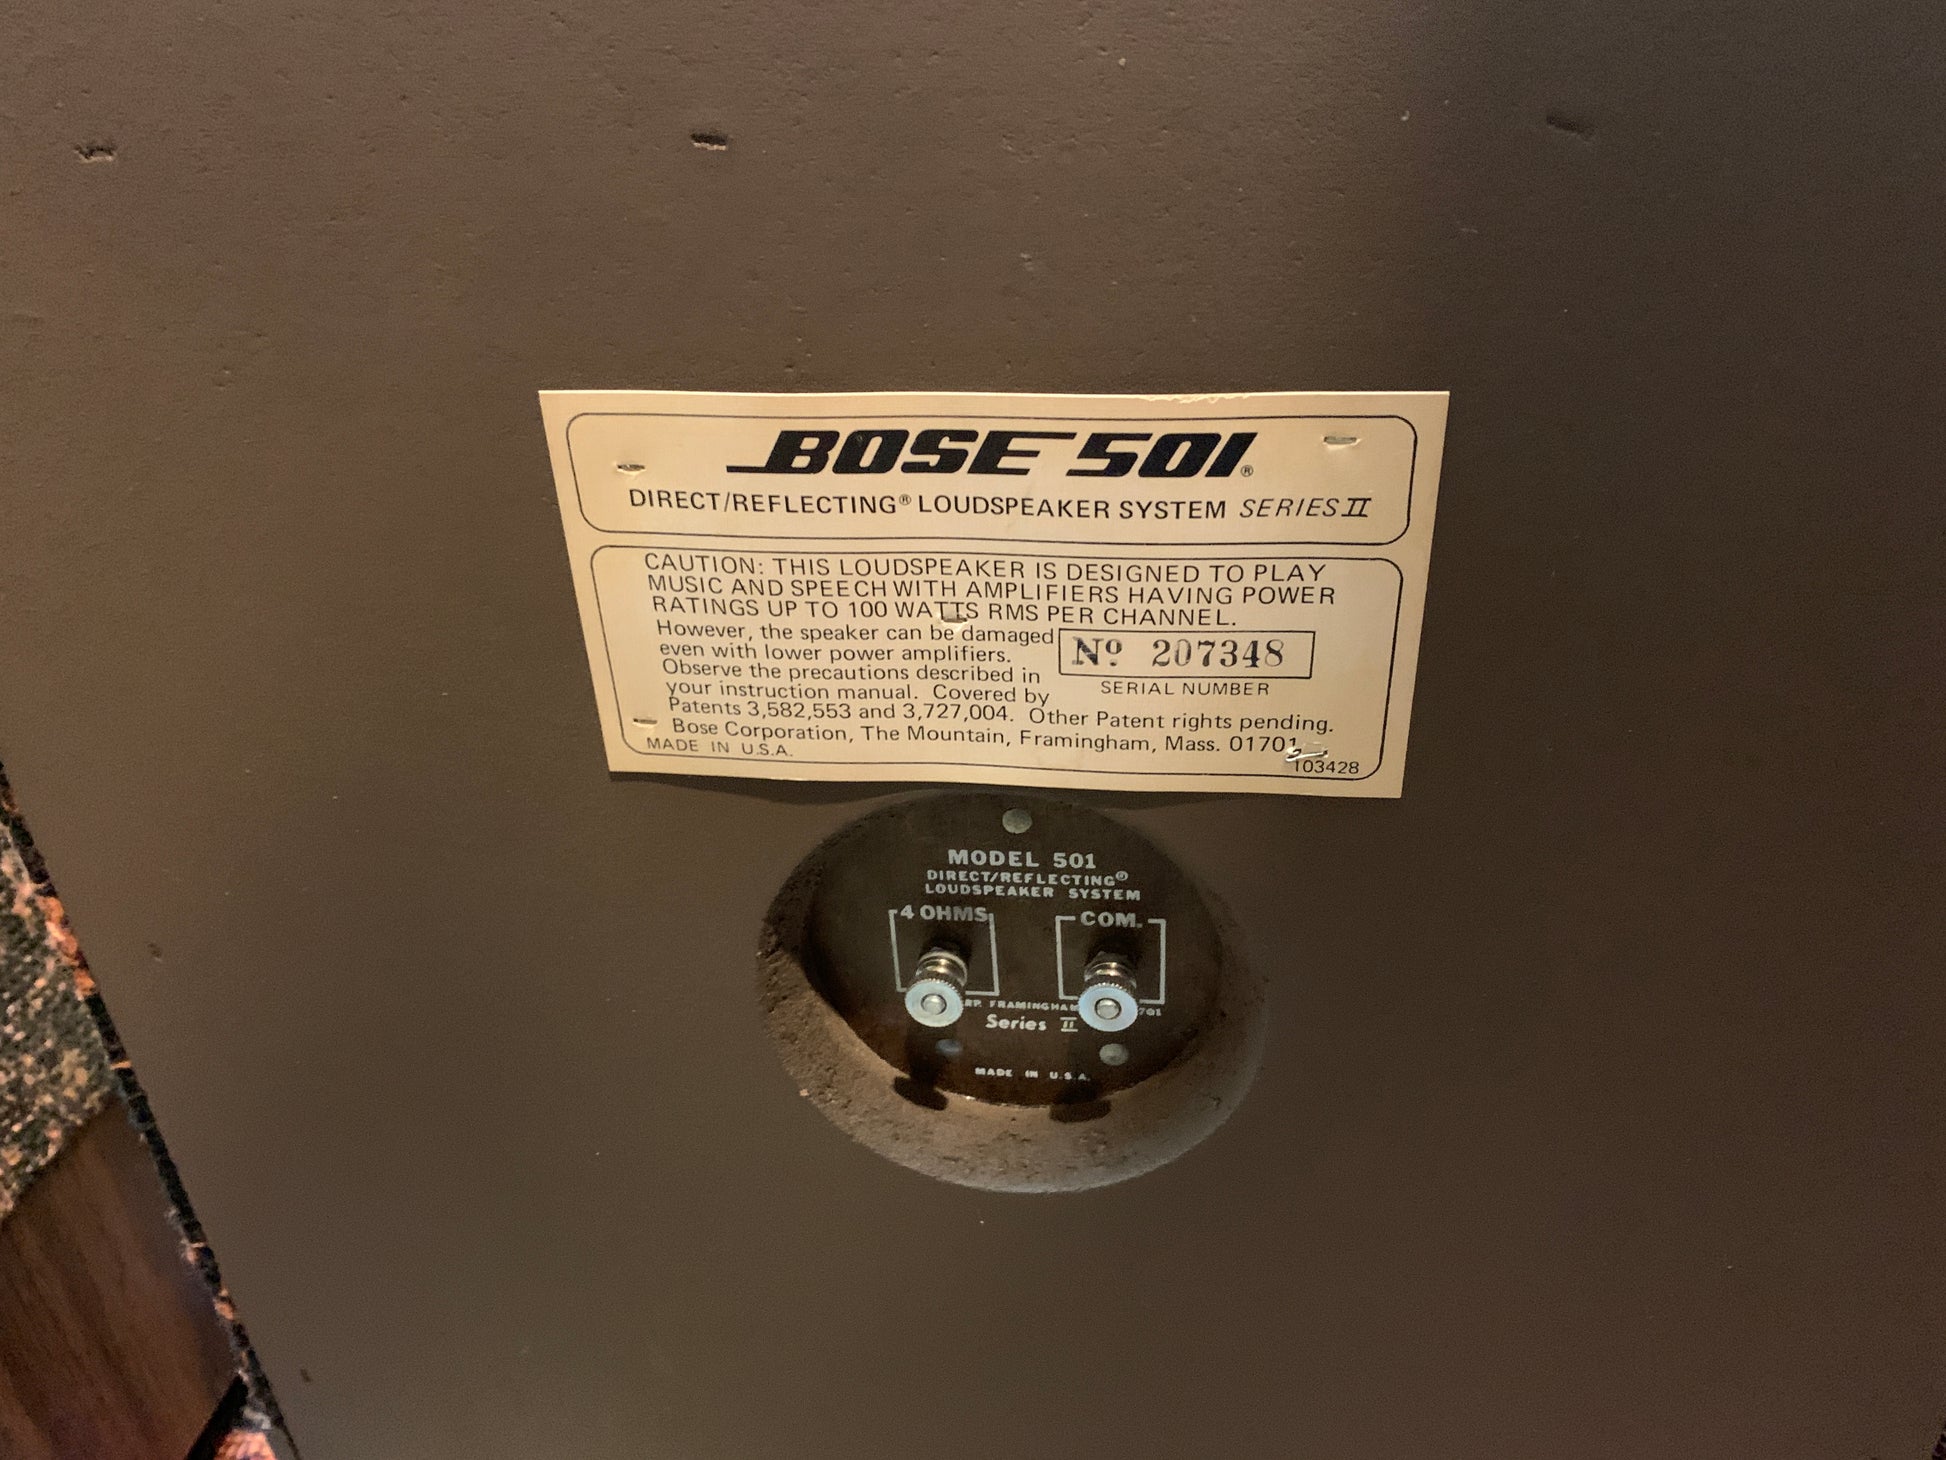 BOSE 501®
DIRECT/REFLECTING® LOUDSPEAKER SYSTEM SERIES II
CAUTION: THIS LOUDSPEAKER IS DESIGNED TO PLAY
MUSIC AND SPEECH WITH AMPLIFIERS HAVING POWER
RATINGS UP TO 100 WATTS RMS PER CHANNEL.
However, the speaker can be damaged
even with lower power amplifiers.
Observe the precautions described in
your instruction manual. Covered by
Patents 3,582,553 and 3,727,004. Other Patent rights pending.
Nº 207348
SERIAL NUMBER
Bose Corporation, The Mountain, Framingham, Mass. 01701
MADE IN U.S.A.
103428
MODEL 501
DIRECT/REFLECTING®
LOUDSPEAKER SYSTEM
4 OHMS
COM.
FRAMINGHAM
Series II
MADE IN U.S.A.